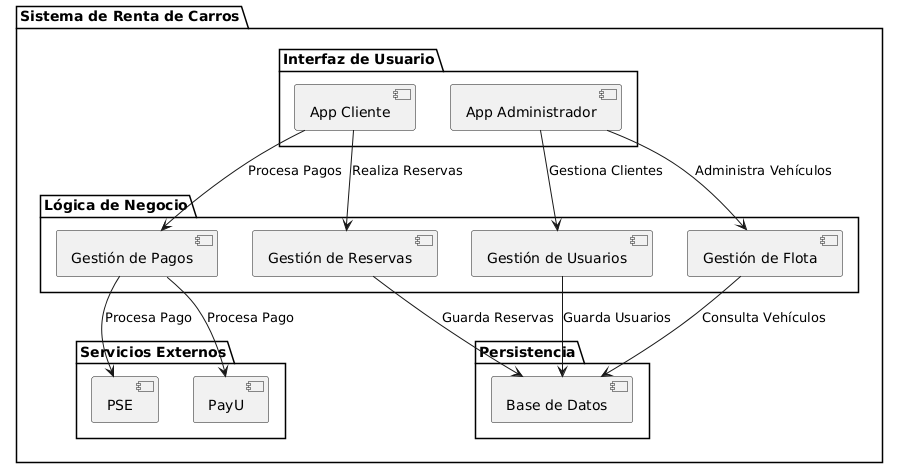 Sistema de Renta de Carros
Interfaz de Usuario
App Cliente
App Administrador
Procesa Pagos
Realiza Reservas
Gestiona Clientes
Administra Vehículos
Lógica de Negocio
Gestión de Pagos
Gestión de Reservas
Gestión de Usuarios
Gestión de Flota
Procesa Pago
Procesa Pago
Guarda Reservas
Guarda Usuarios
Consulta Vehículos
Servicios Externos
Persistencia
PSE
PayU
Base de Datos